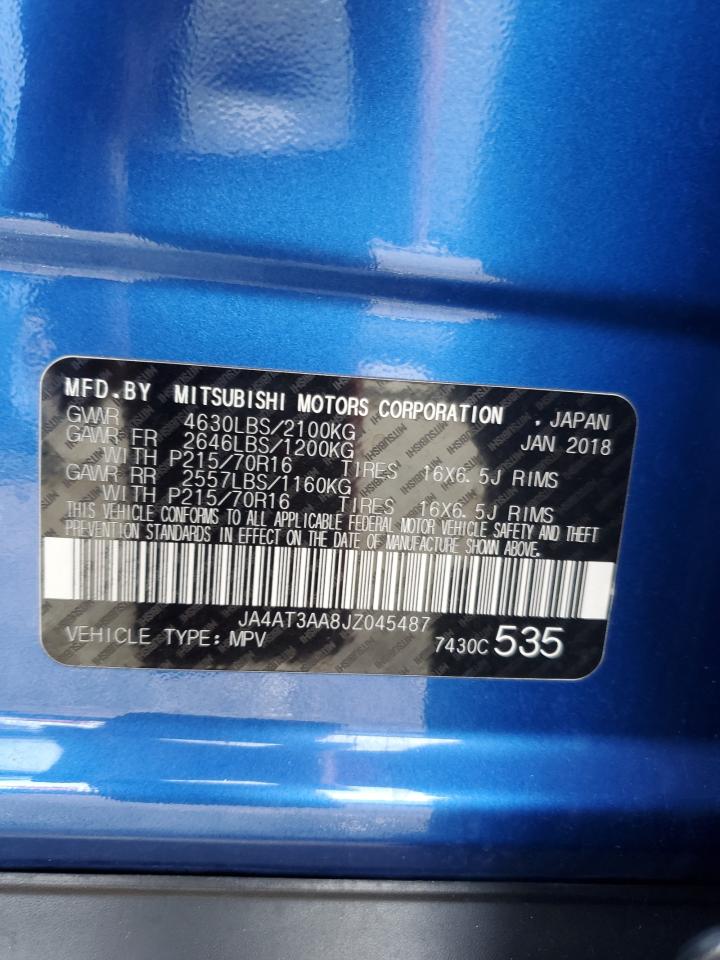 MFD.BY MITSUBISHI MOTORS CORPORATION , JAPAN
GVWR 4630LBS/2100KG JAN 2018
GAWR FR 2646LBS/1200KG
WITH P215/70R16 TIRES 16X6.5J RIMS
GAWR RR 2557LBS/1160KG
WITH P215/70R16 TIRES 16X6.5J RIMS
THIS VEHICLE CONFORMS TO ALL APPLICABLE FEDERAL MOTOR VEHICLE SAFETY AND THEFT
PREVENTION STANDARDS IN EFFECT ON THE DATE OF MANUFACTURE SHOWN ABOVE.
JA4AT3AA8JZ045487
VEHICLE TYPE: MPV 7430C 535